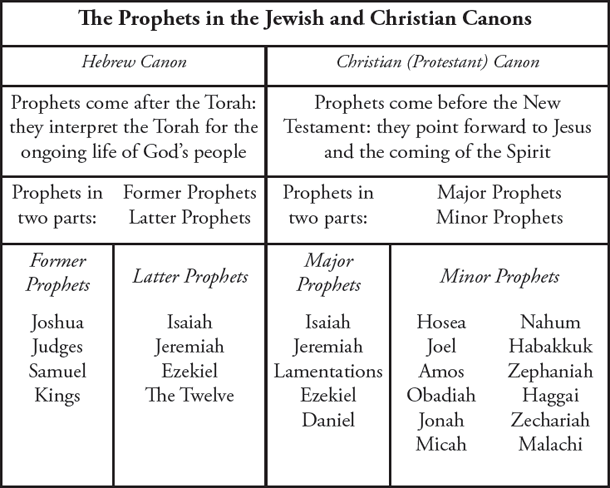 The Prophets in the Jewish and Christian Canons
Hebrew Canon
Christian (Protestant) Canon
Prophets come after the Torah:
they interpret the Torah for the
ongoing life of God's people
Prophets come before the New
Testament: they point forward to Jesus
and the coming of the Spirit
Prophets in
two parts:
Former Prophets
Latter Prophets
Prophets in
two parts:
Major Prophets
Minor Prophets
Former
Prophets
Joshua
Judges
Samuel
Kings
Latter Prophets
Isaiah
Jeremiah
Ezekiel
The Twelve
Major
Prophets
Isaiah
Jeremiah
Lamentations
Ezekiel
Daniel
Minor Prophets
Hosea
Joel
Amos
Obadiah
Jonah
Micah
Nahum
Habakkuk
Zephaniah
Haggai
Zechariah
Malachi